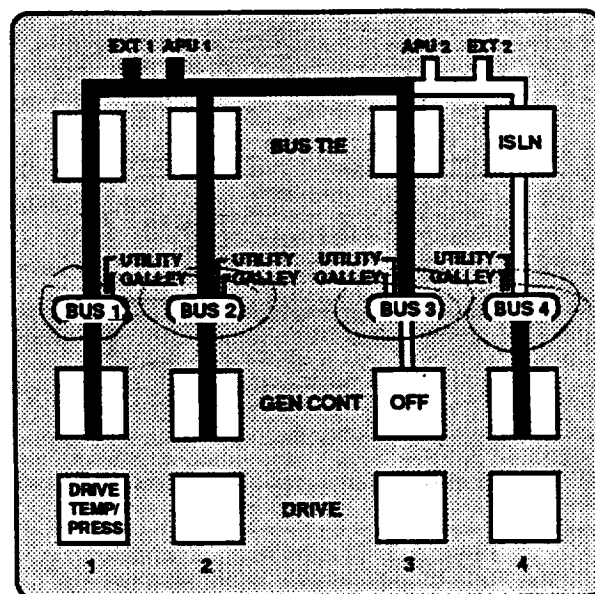 EXT 1 APU 1 APU 2 EXT 2
BUS TIE ISLN
UTILITY UTILITY UTILITY UTILITY
GALLEY GALLEY GALLEY GALLEY
BUS 1 BUS 2 BUS 3 BUS 4
GEN CONT OFF
DRIVE
TEMP/ DRIVE
PRESS
1 2 3 4